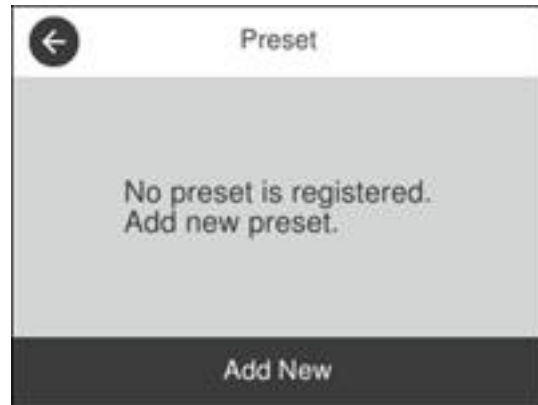 Preset
No preset is registered.
Add new preset.
Add New